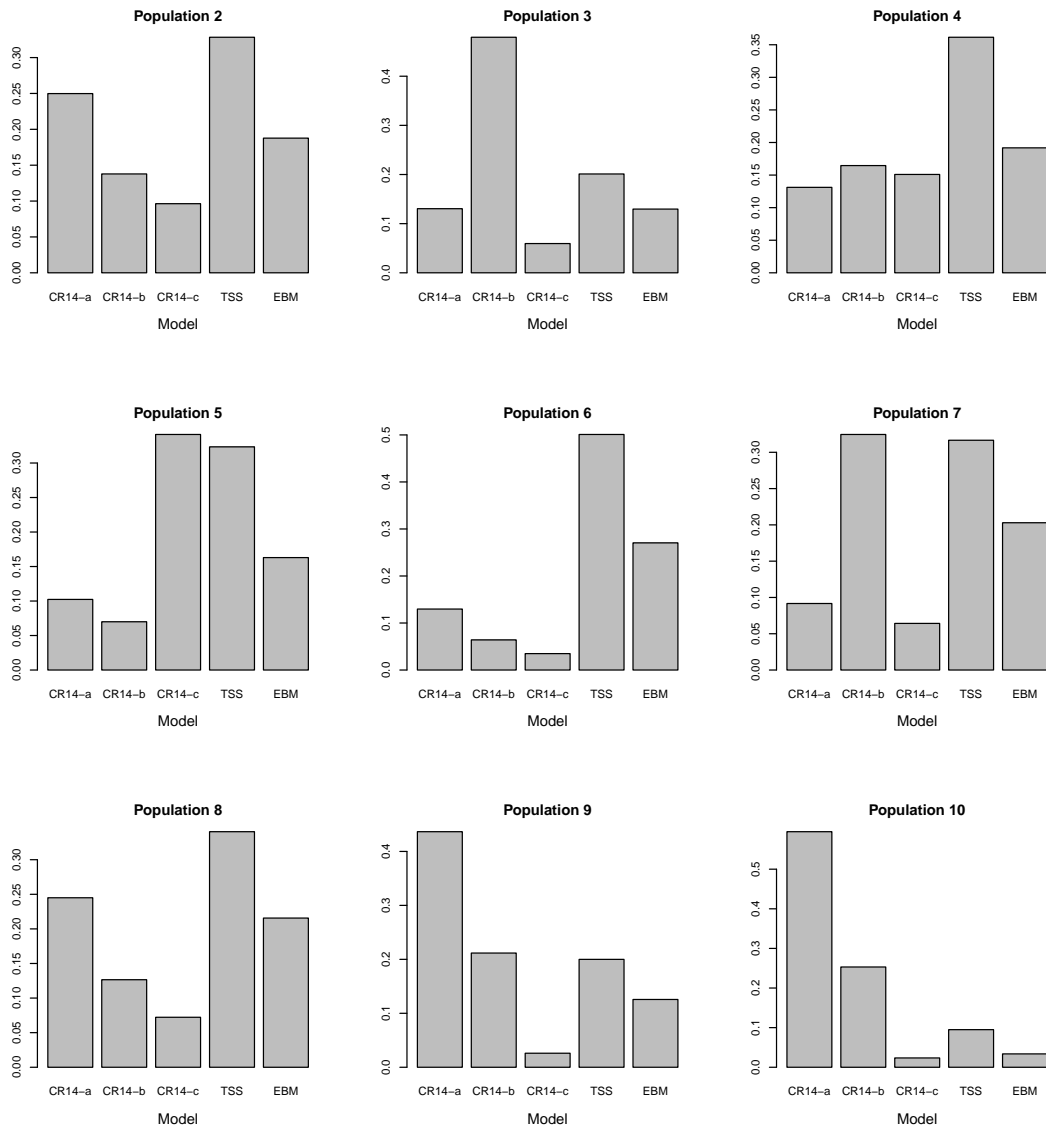 Population 2
0.00 0.05 0.10 0.15 0.20 0.25 0.30
CR14−a CR14−b CR14−c TSS EBM
Model
Population 3
0.0 0.1 0.2 0.3 0.4
CR14−a CR14−b CR14−c TSS EBM
Model
Population 4
0.00 0.05 0.10 0.15 0.20 0.25 0.30 0.35
CR14−a CR14−b CR14−c TSS EBM
Model
Population 5
0.00 0.05 0.10 0.15 0.20 0.25 0.30
CR14−a CR14−b CR14−c TSS EBM
Model
Population 6
0.0 0.1 0.2 0.3 0.4 0.5
CR14−a CR14−b CR14−c TSS EBM
Model
Population 7
0.00 0.05 0.10 0.15 0.20 0.25 0.30
CR14−a CR14−b CR14−c TSS EBM
Model
Population 8
0.00 0.05 0.10 0.15 0.20 0.25 0.30
CR14−a CR14−b CR14−c TSS EBM
Model
Population 9
0.0 0.1 0.2 0.3 0.4
CR14−a CR14−b CR14−c TSS EBM
Model
Population 10
0.0 0.1 0.2 0.3 0.4 0.5
CR14−a CR14−b CR14−c TSS EBM
Model